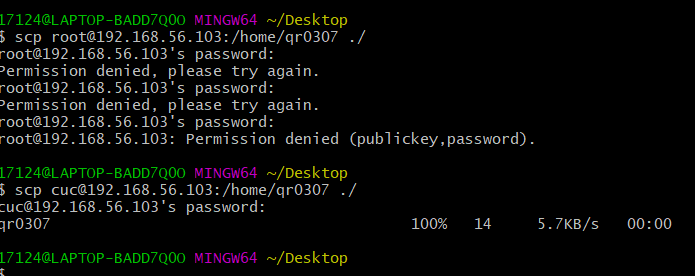 17124@LAPTOP-BADD7Q0O MINGW64 ~/Desktop
$ scp root@192.168.56.103:/home/qr0307 ./
root@192.168.56.103's password:
Permission denied, please try again.
root@192.168.56.103's password:
Permission denied, please try again.
root@192.168.56.103's password:
root@192.168.56.103: Permission denied (publickey,password).

17124@LAPTOP-BADD7Q0O MINGW64 ~/Desktop
$ scp cuc@192.168.56.103:/home/qr0307 ./
cuc@192.168.56.103's password:
qr0307 100% 14 5.7KB/s 00:00

17124@LAPTOP-BADD7Q0O MINGW64 ~/Desktop
$